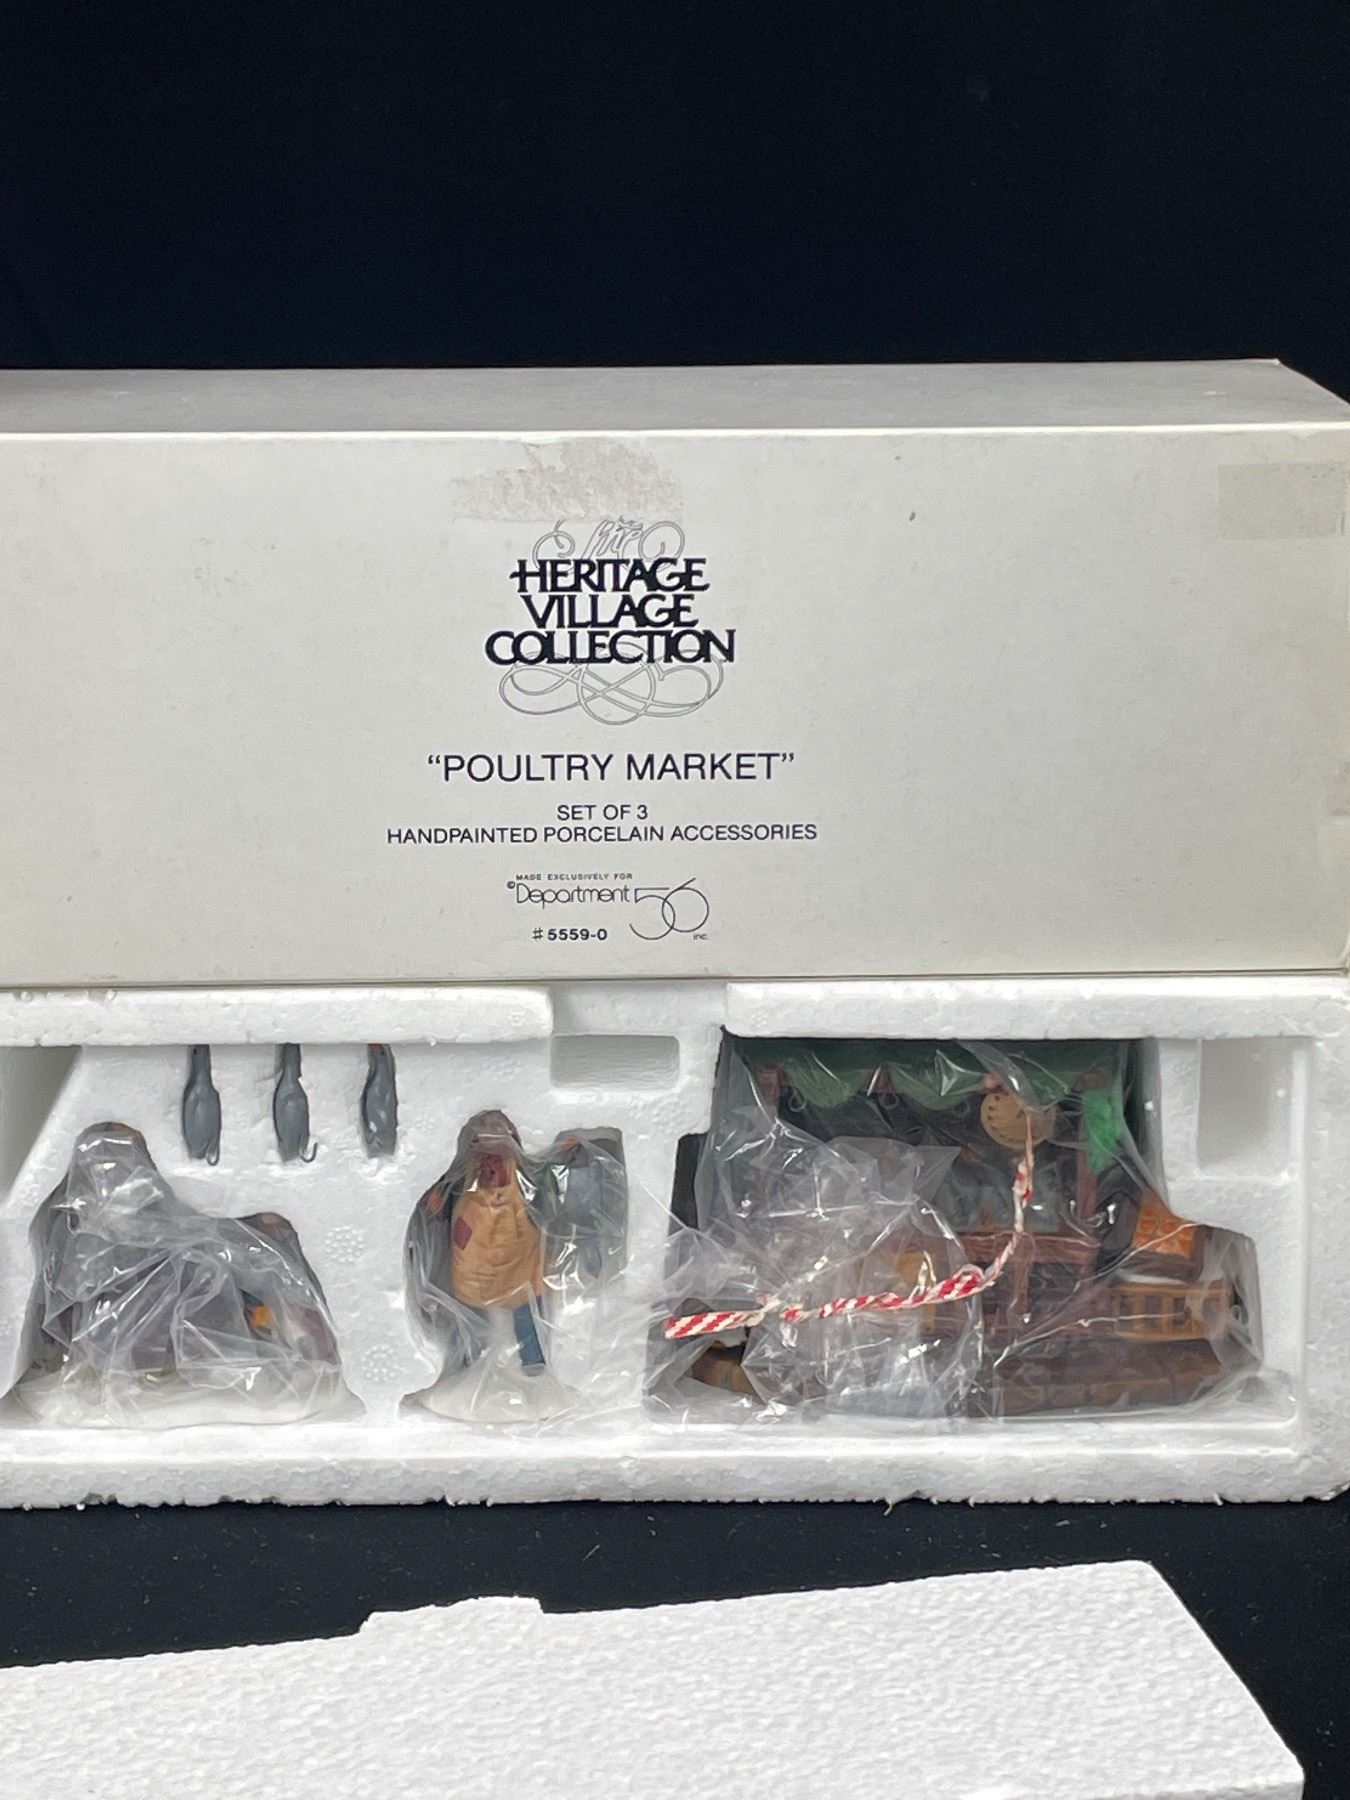 the
HERITAGE
VILLAGE
COLLECTION
“POULTRY MARKET”
SET OF 3
HANDPAINTED PORCELAIN ACCESSORIES
MADE EXCLUSIVELY FOR
©Department 56
#5559-0 inc.